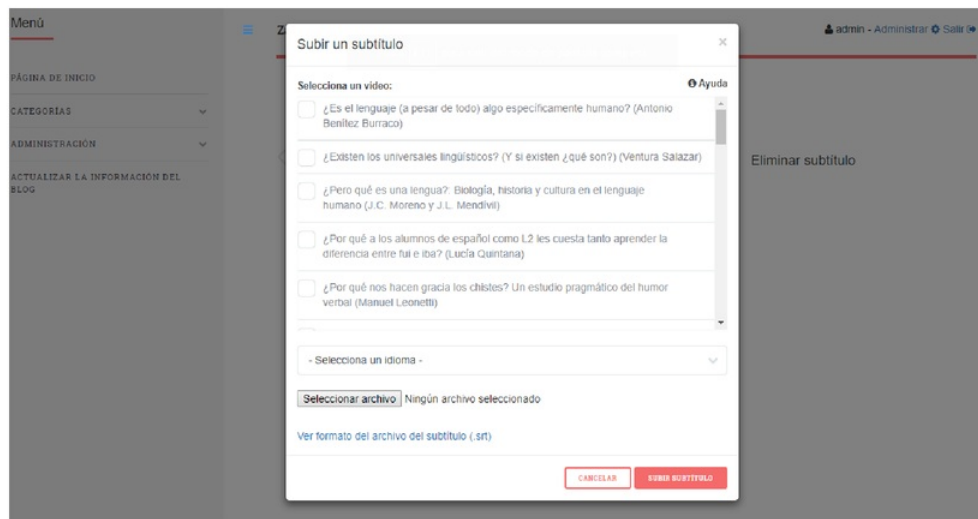 Menú
PÁGINA DE INICIO
CATEGORÍAS
ADMINISTRACIÓN
ACTUALIZAR LA INFORMACIÓN DEL
BLOG
admin - Administrar Salir
Subir un subtítulo
×
Selecciona un video:
Ayuda
¿Es el lenguaje (a pesar de todo) algo específicamente humano? (Antonio
Benítez Burraco)
¿Existen los universales lingüísticos? (Y si existen ¿qué son?) (Ventura Salazar)
¿Pero qué es una lengua?: Biología, historia y cultura en el lenguaje
humano (J.C. Moreno y J.L. Mendívil)
¿Por qué a los alumnos de español como L2 les cuesta tanto aprender la
diferencia entre fui e iba? (Lucía Quintana)
¿Por qué nos hacen gracia los chistes? Un estudio pragmático del humor
verbal (Manuel Leonetti)
- Selecciona un idioma -
Seleccionar archivo Ningún archivo seleccionado
Ver formato del archivo del subtítulo (.srt)
CANCELAR
SUBIR SUBTÍTULO
Eliminar subtítulo